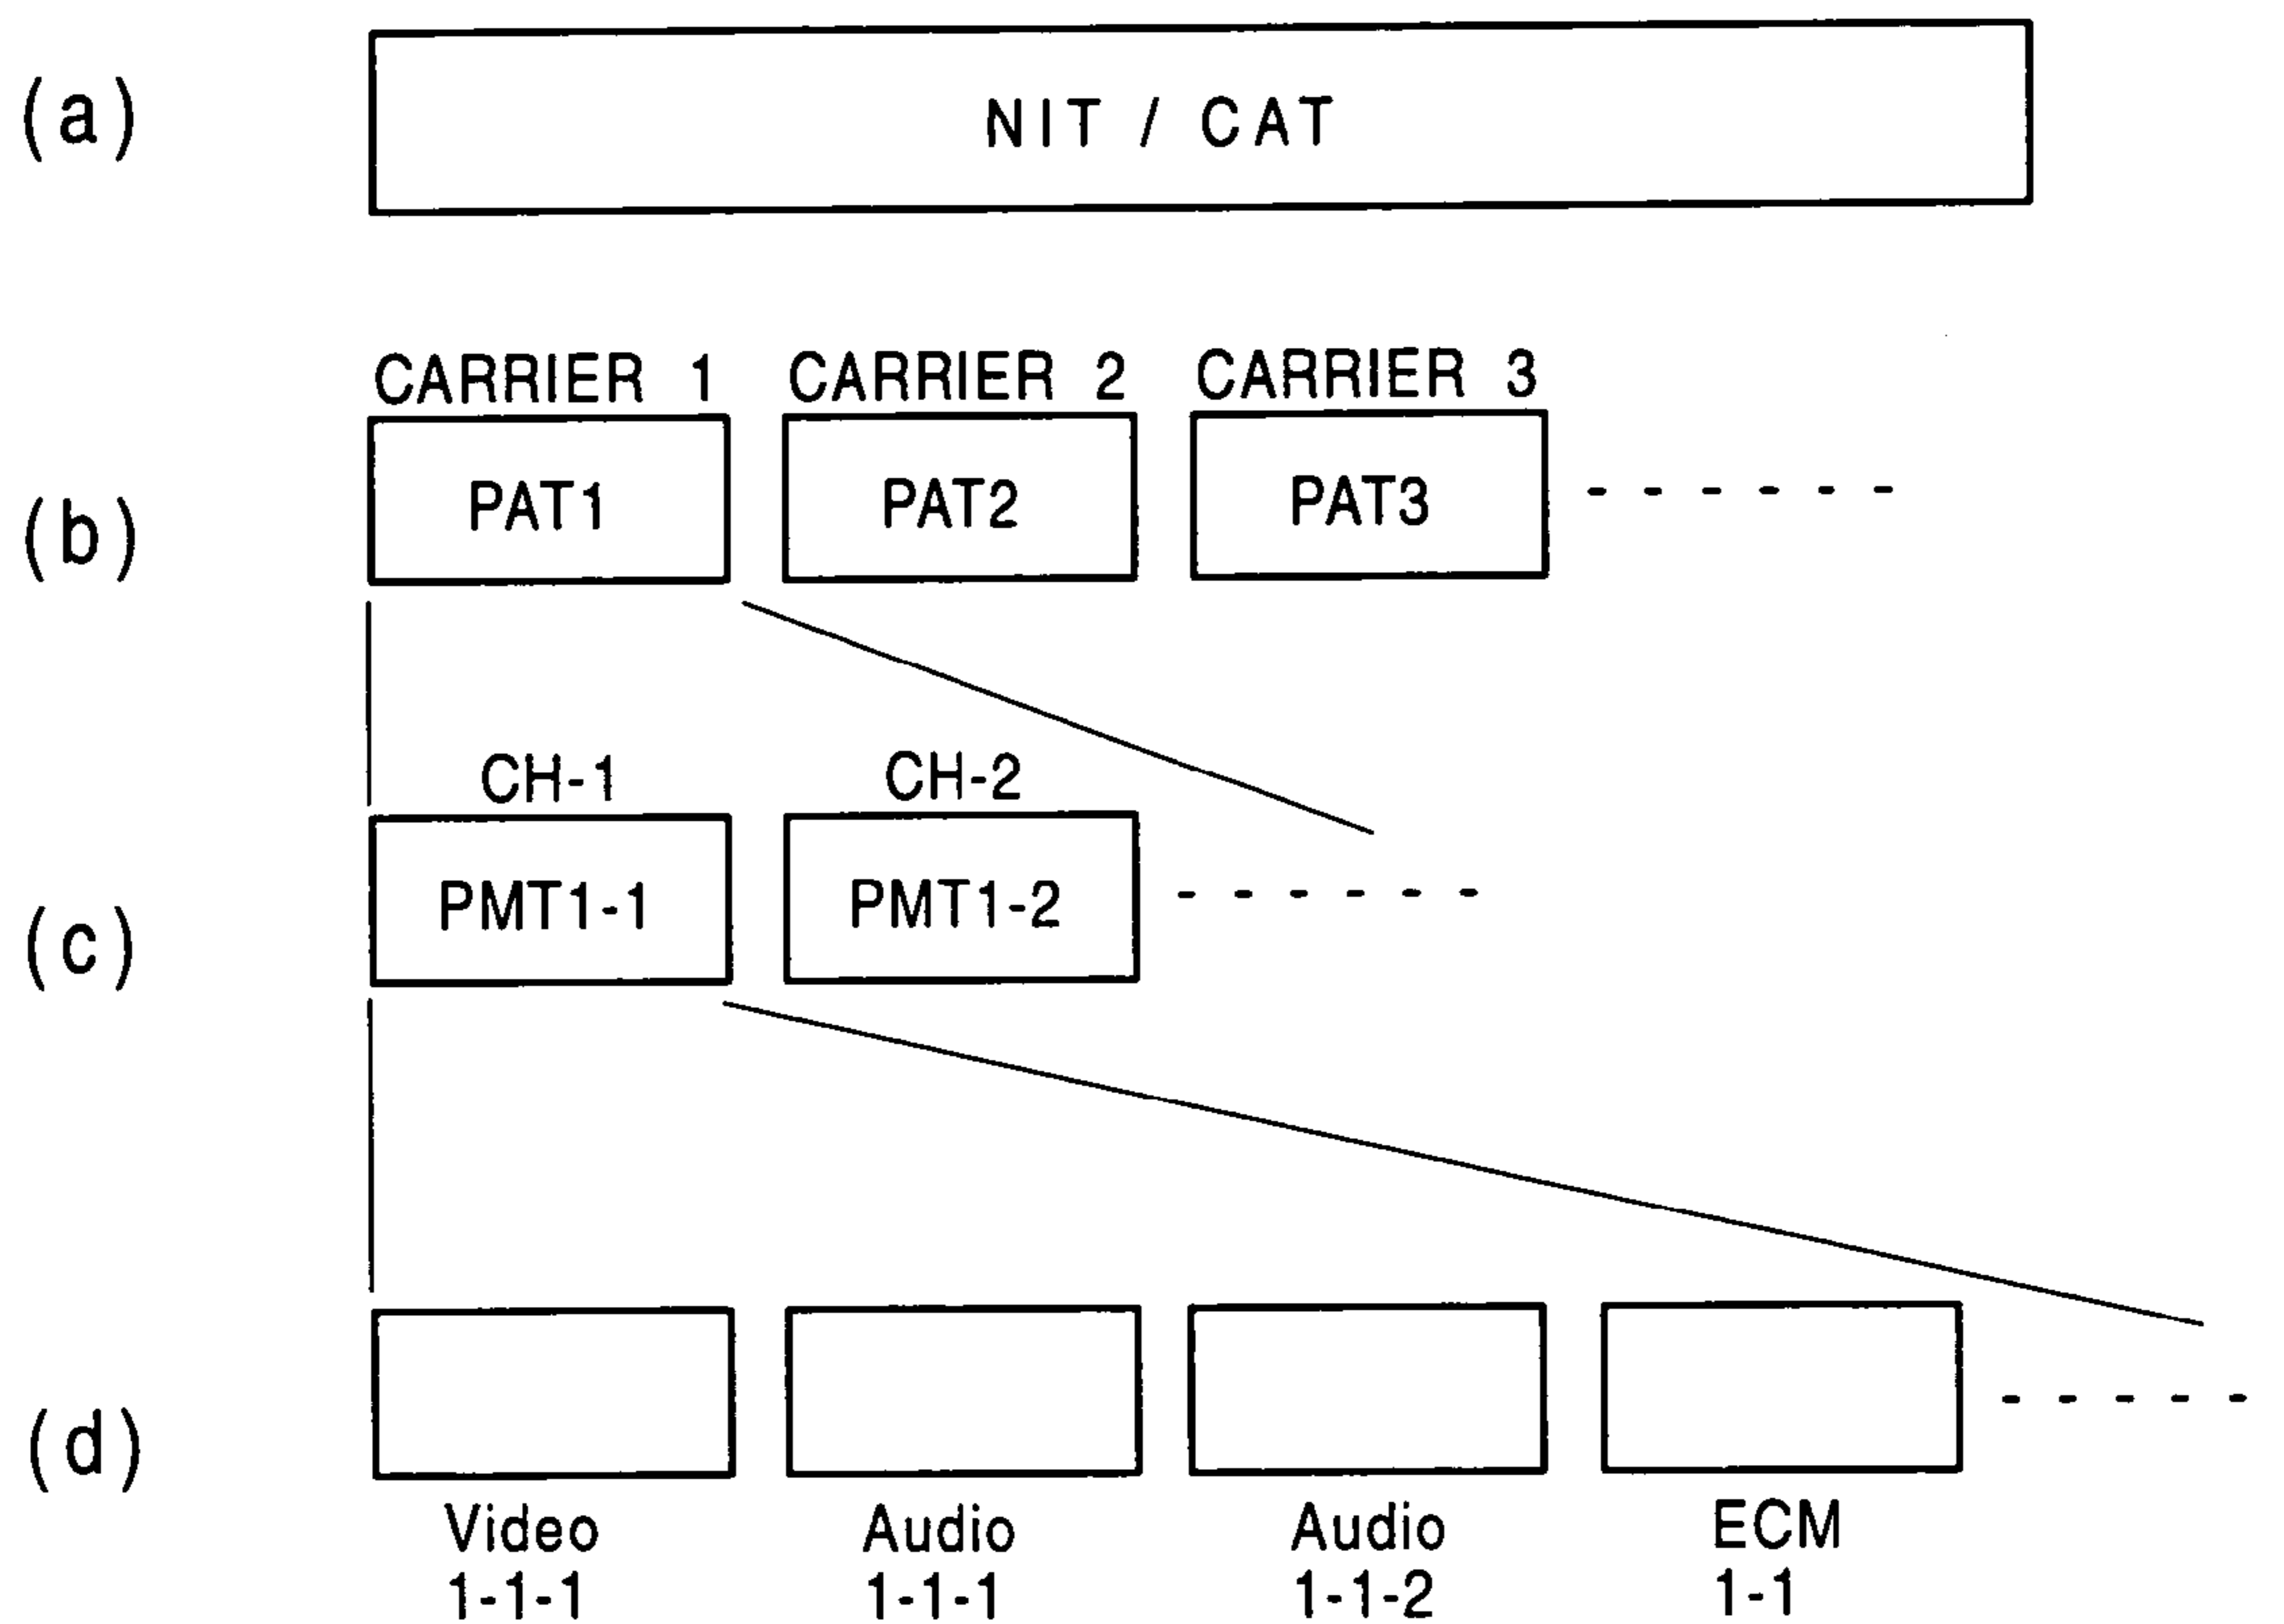 (a)
NIT / CAT
CARRIER 1 CARRIER 2 CARRIER 3
(b)
PAT1 PAT2 PAT3
CH-1 CH-2
(c)
PMT1-1 PMT1-2
(d)
Video Audio Audio ECM
1-1-1 1-1-1 1-1-2 1-1